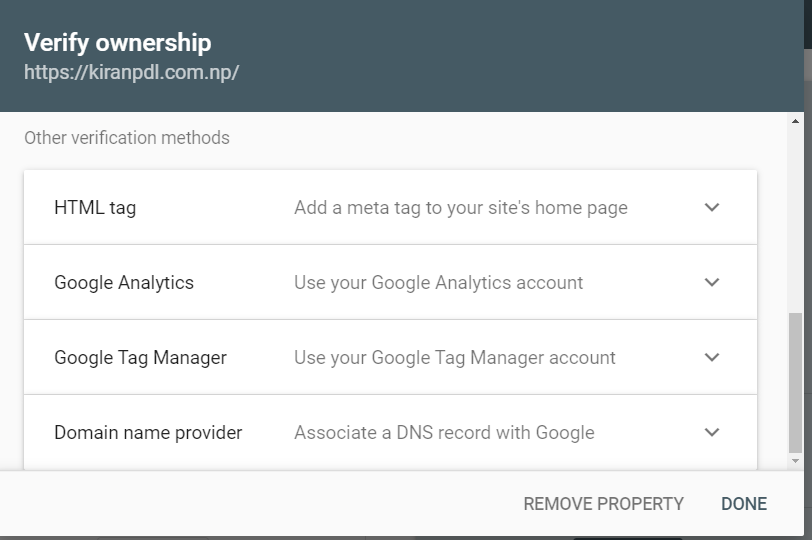 Verify ownership
https://kiranpdl.com.np/
Other verification methods
HTML tag Add a meta tag to your site's home page
Google Analytics Use your Google Analytics account
Google Tag Manager Use your Google Tag Manager account
Domain name provider Associate a DNS record with Google
REMOVE PROPERTY DONE